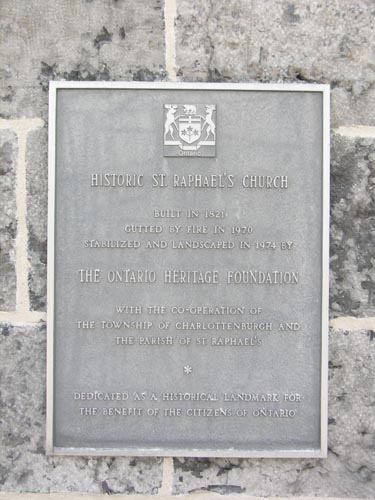 Ontario
HISTORIC ST. RAPHAEL'S CHURCH
BUILT IN 1821
GUTTED BY FIRE IN 1970
STABILIZED AND LANDSCAPED IN 1974 BY
THE ONTARIO HERITAGE FOUNDATION
WITH THE CO-OPERATION OF
THE TOWNSHIP OF CHARLOTTENBURGH AND
THE PARISH OF ST. RAPHAEL'S
*
DEDICATED AS A HISTORICAL LANDMARK FOR
THE BENEFIT OF THE CITIZENS OF ONTARIO